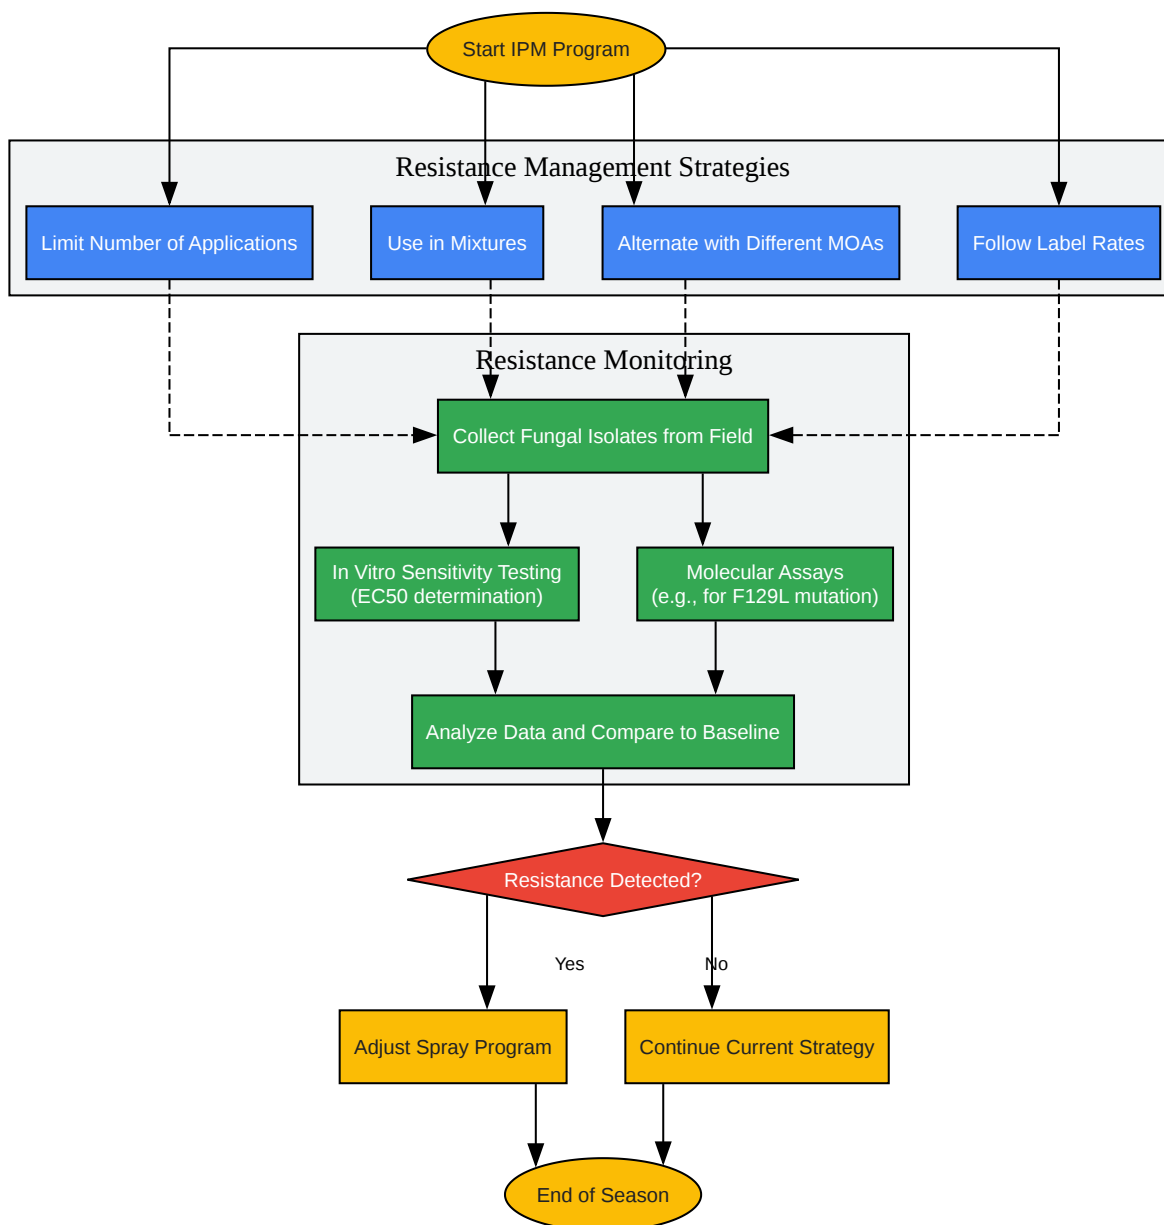 Start IPM Program
Resistance Management Strategies
Limit Number of Applications
Use in Mixtures
Alternate with Different MOAs
Follow Label Rates
Resistance Monitoring
Collect Fungal Isolates from Field
In Vitro Sensitivity Testing
(EC50 determination)
Molecular Assays
(e.g., for F129L mutation)
Analyze Data and Compare to Baseline
Resistance Detected?
Yes
No
Adjust Spray Program
Continue Current Strategy
End of Season